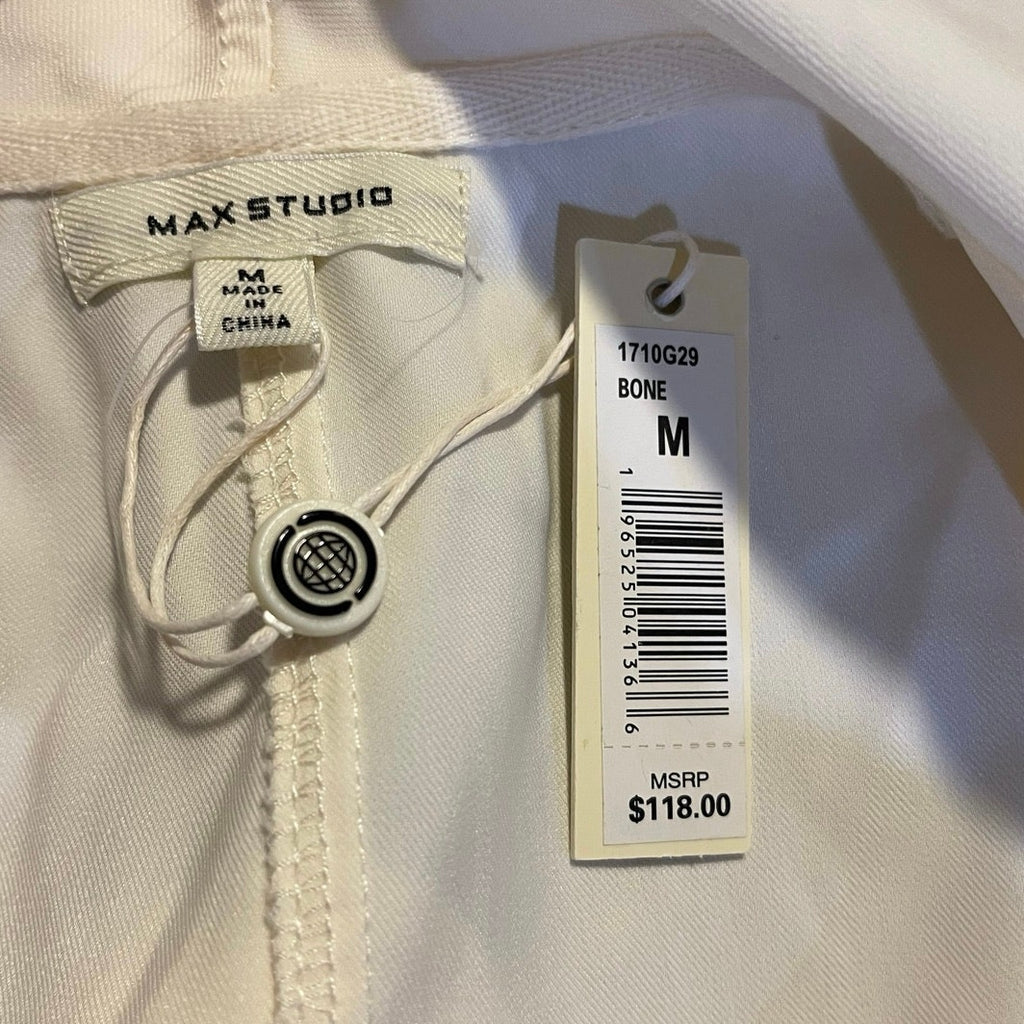 MAX STUDIO
M
MADE
IN
CHINA
1710G29
BONE
M
1 96525 04136 6
MSRP
$118.00